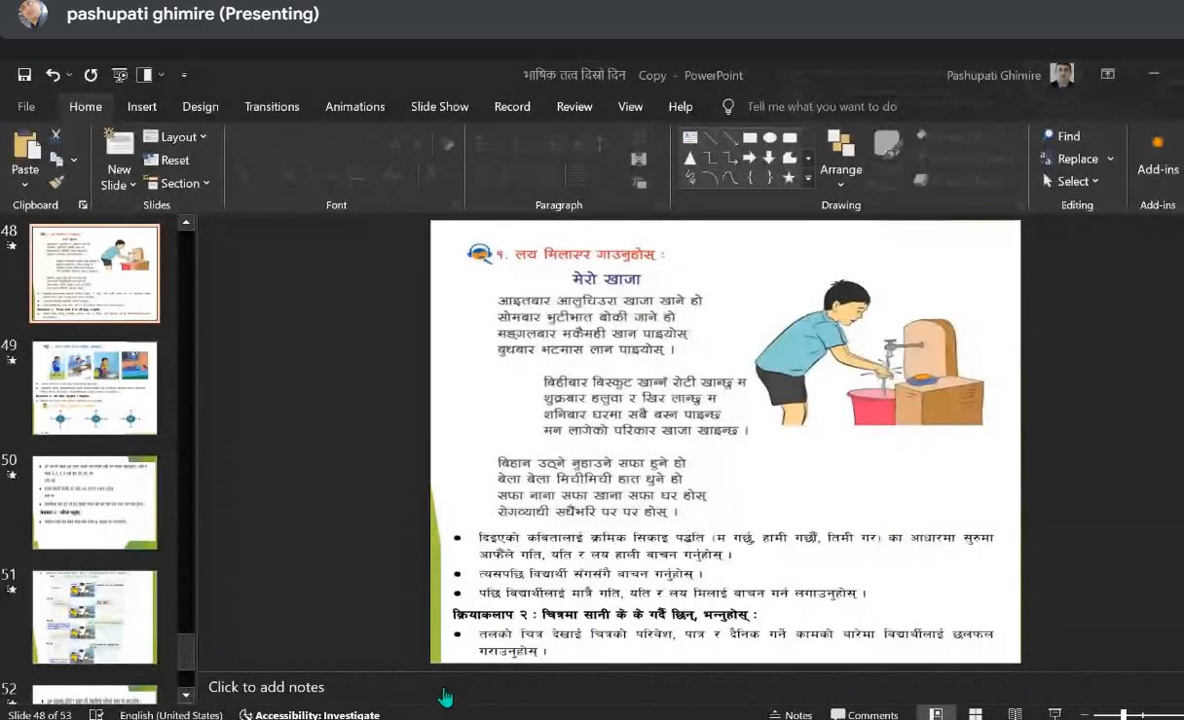 pashupati ghimire (Presenting)
भाषिक तत्व दिस्रो दिन Copy - PowerPoint
Pashupati Ghimire
File Home Insert Design Transitions Animations Slide Show Record Review View Help Tell me what you want to do
Paste
New
Slide
Layout
Reset
Section
Arrange
Find
Replace
Select
Add-ins
Clipboard Slides Font Paragraph Drawing Editing Add-ins
48
49
50
51
52
१. लय मिलाएर गाउनुहोस् :
मेरो खाजा
आइतबार आलुचिउरा खाजा खाने हो
सोमबार भुटीभात बोकी जाने हो
मङ्गलबार मकैमही खान पाइयोस्
बुधबार भटमास लान पाइयोस् ।
बिहीबार बिस्कुट खान्नँ रोटी खान्छु म
शुक्रबार हलुवा र खिर लान्छु म
शनिबार घरमा सबै बस्न पाइन्छ
मन लागेको परिकार खाजा खाइन्छ ।
बिहान उठ्ने नुहाउने सफा हुने हो
बेला बेला मिचीमिची हात धुने हो
सफा नाना सफा खाना सफा घर होस्
रोगव्याधी सधैँभरि पर पर होस् ।
• दिइएको कवितालाई क्रमिक सिकाइ पद्धति (म गर्छु, हामी गर्छौं, तिमी गर) का आधारमा सुरुमा
आफैँले गति, यति र लय हाली वाचन गर्नुहोस् ।
• त्यसपछि विद्यार्थी सँगसँगै वाचन गर्नुहोस् ।
• पछि विद्यार्थीलाई मात्रै गति, यति र लय मिलाई वाचन गर्न लगाउनुहोस् ।
क्रियाकलाप २ : चित्रमा सानी के के गर्दै छिन्, भन्नुहोस् :
• तलको चित्र देखाई चित्रको परिवेश, पात्र र दैनिक गर्ने कामको बारेमा विद्यार्थीलाई छलफल
गराउनुहोस् ।
Click to add notes
Slide 48 of 53 English (United States) Accessibility: Investigate Notes Comments